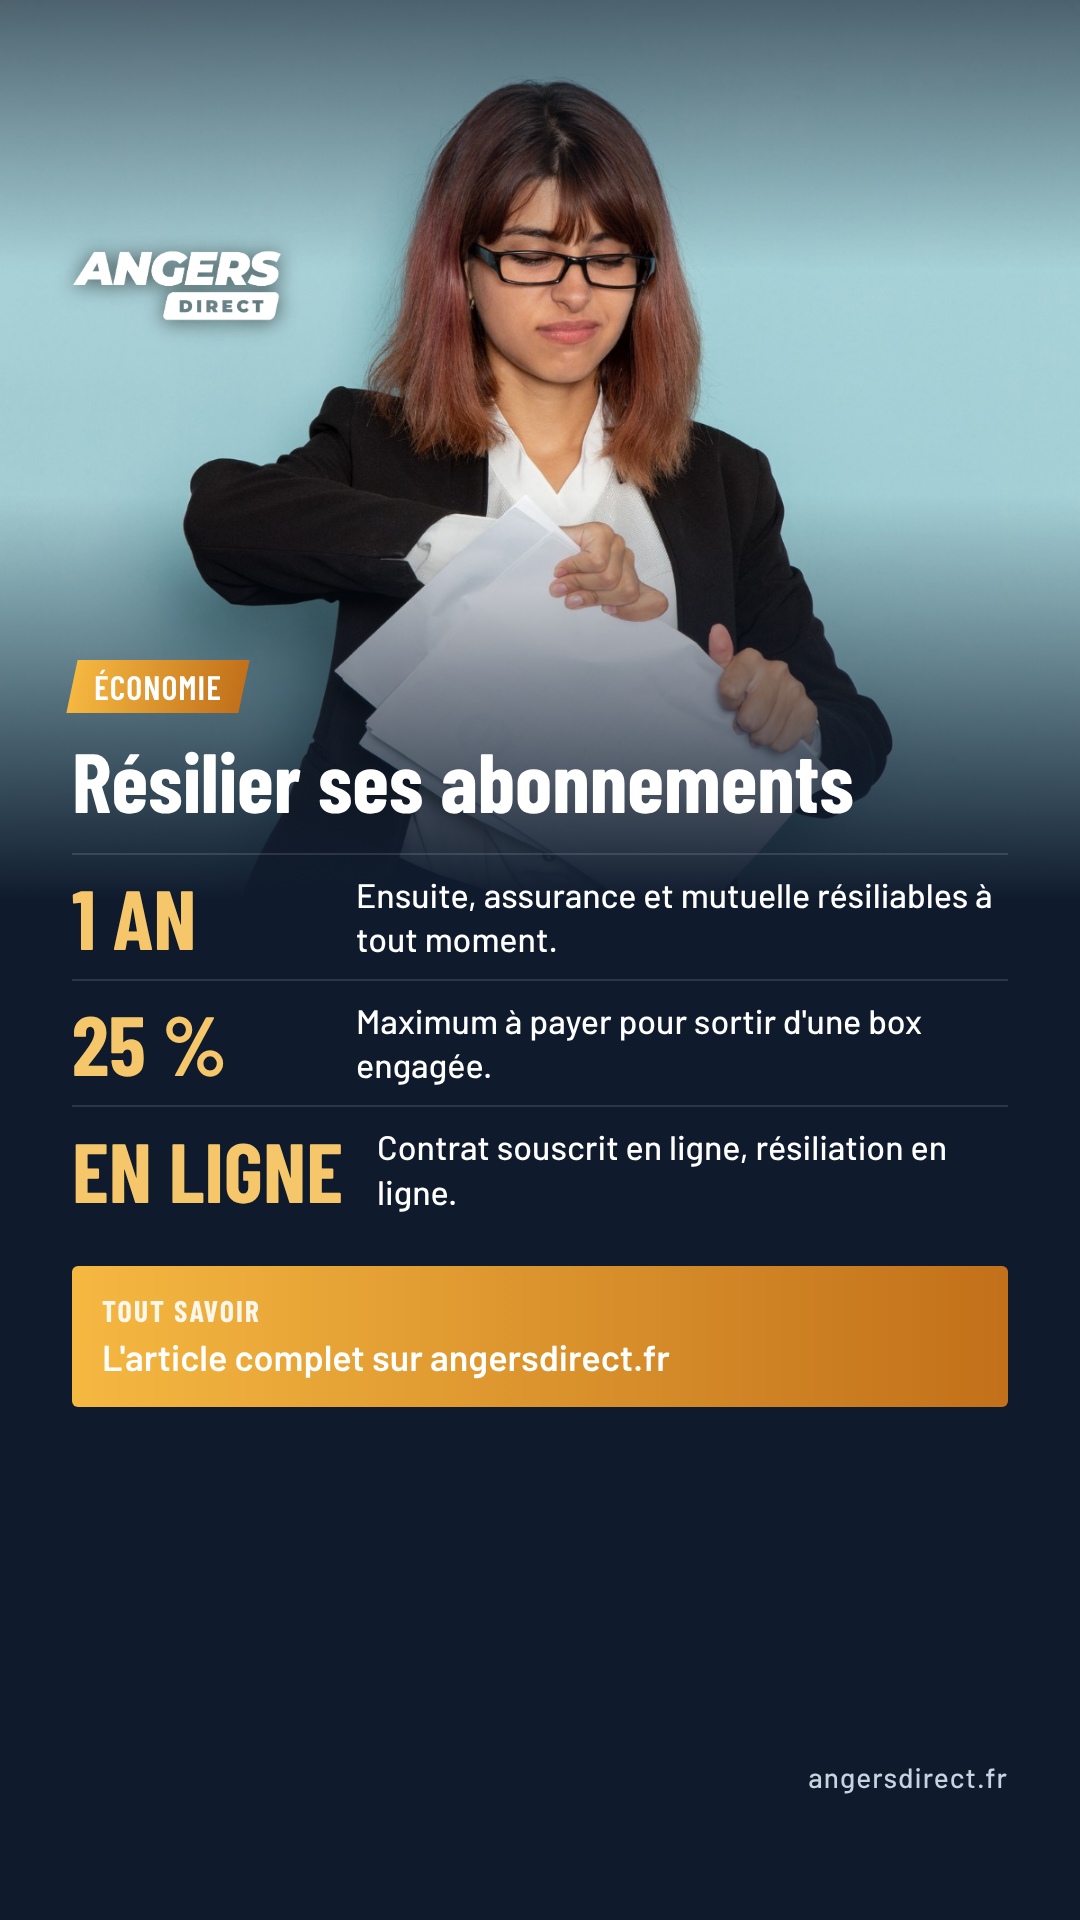 ANGERS
DIRECT
ÉCONOMIE
Résilier ses abonnements
1 AN
Ensuite, assurance et mutuelle résiliables à
tout moment.
25 %
Maximum à payer pour sortir d'une box
engagée.
EN LIGNE
Contrat souscrit en ligne, résiliation en
ligne.
TOUT SAVOIR
L'article complet sur angersdirect.fr
angersdirect.fr